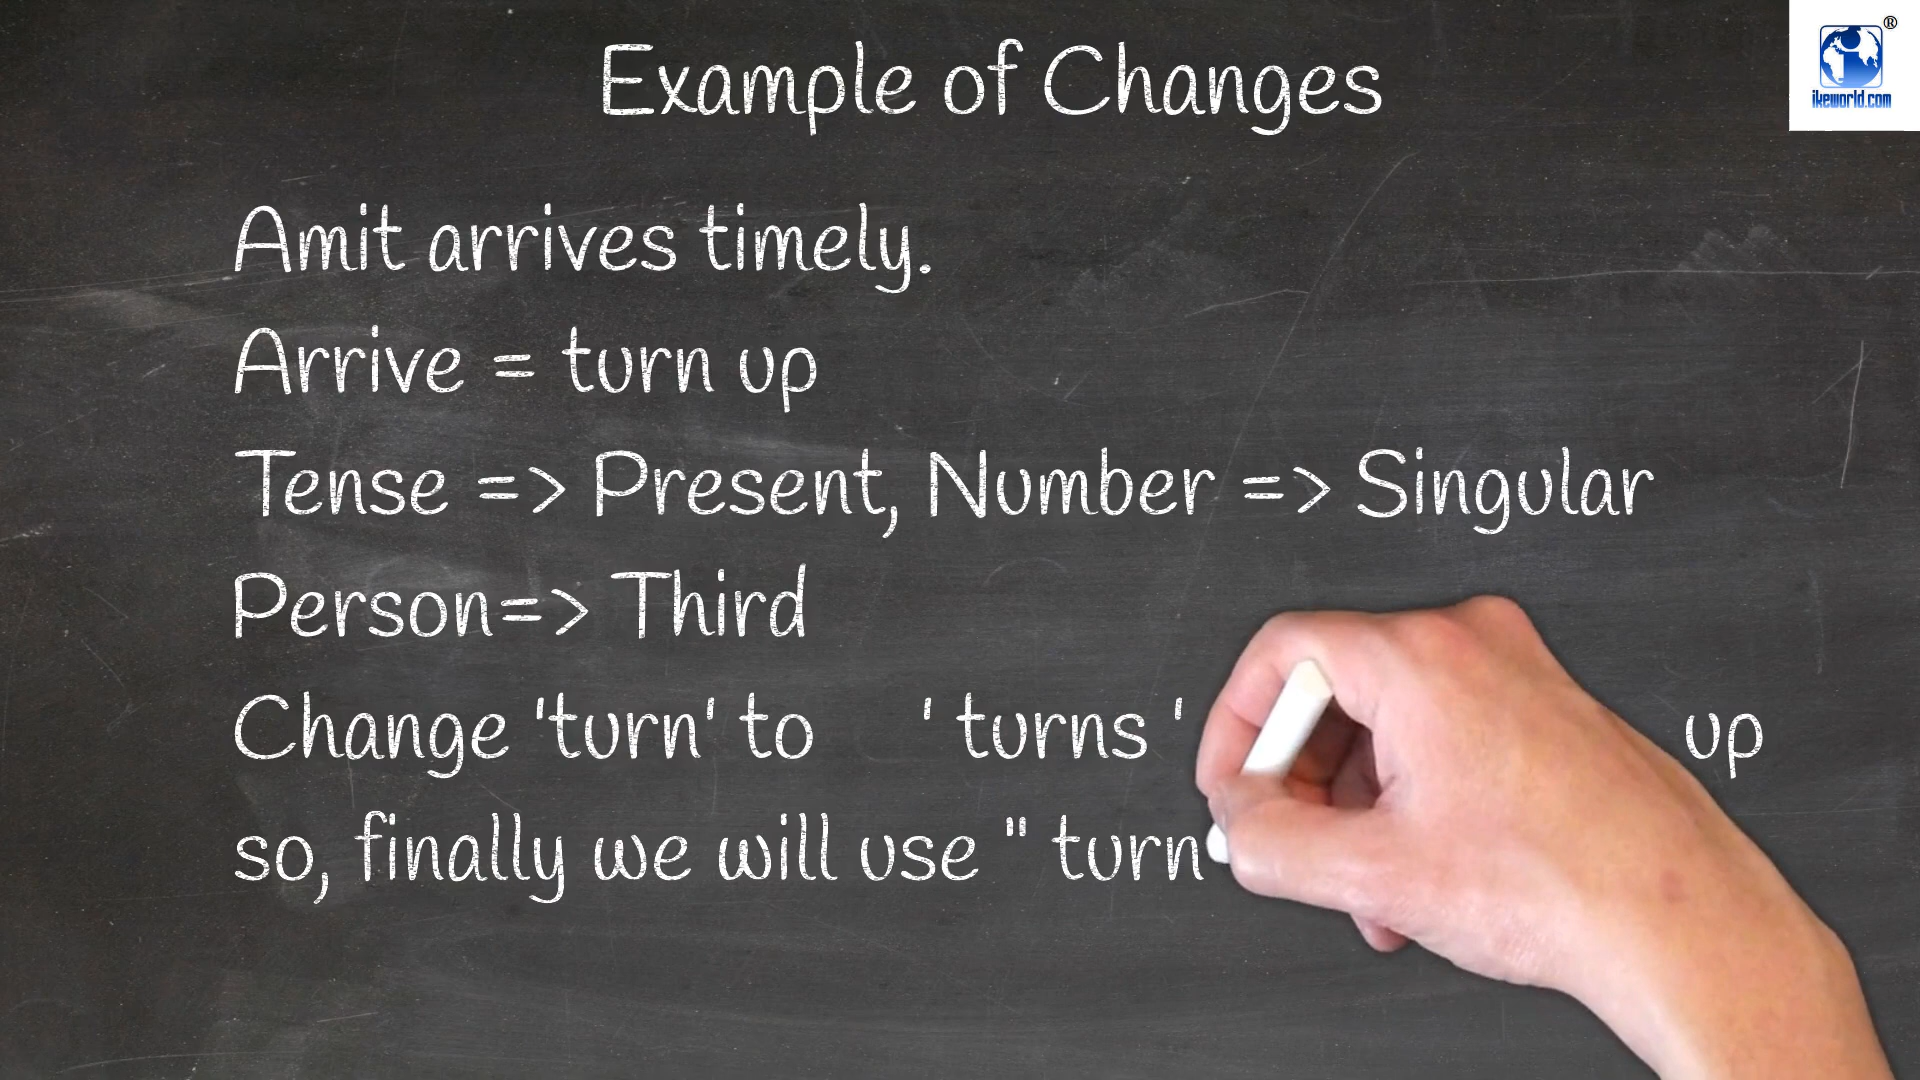 Example of Changes
®
ikeworld.com
Amit arrives timely.
Arrive = turn up
Tense => Present, Number => Singular
Person=> Third
Change 'turn' to ' turns ' up
so, finally we will use " turn